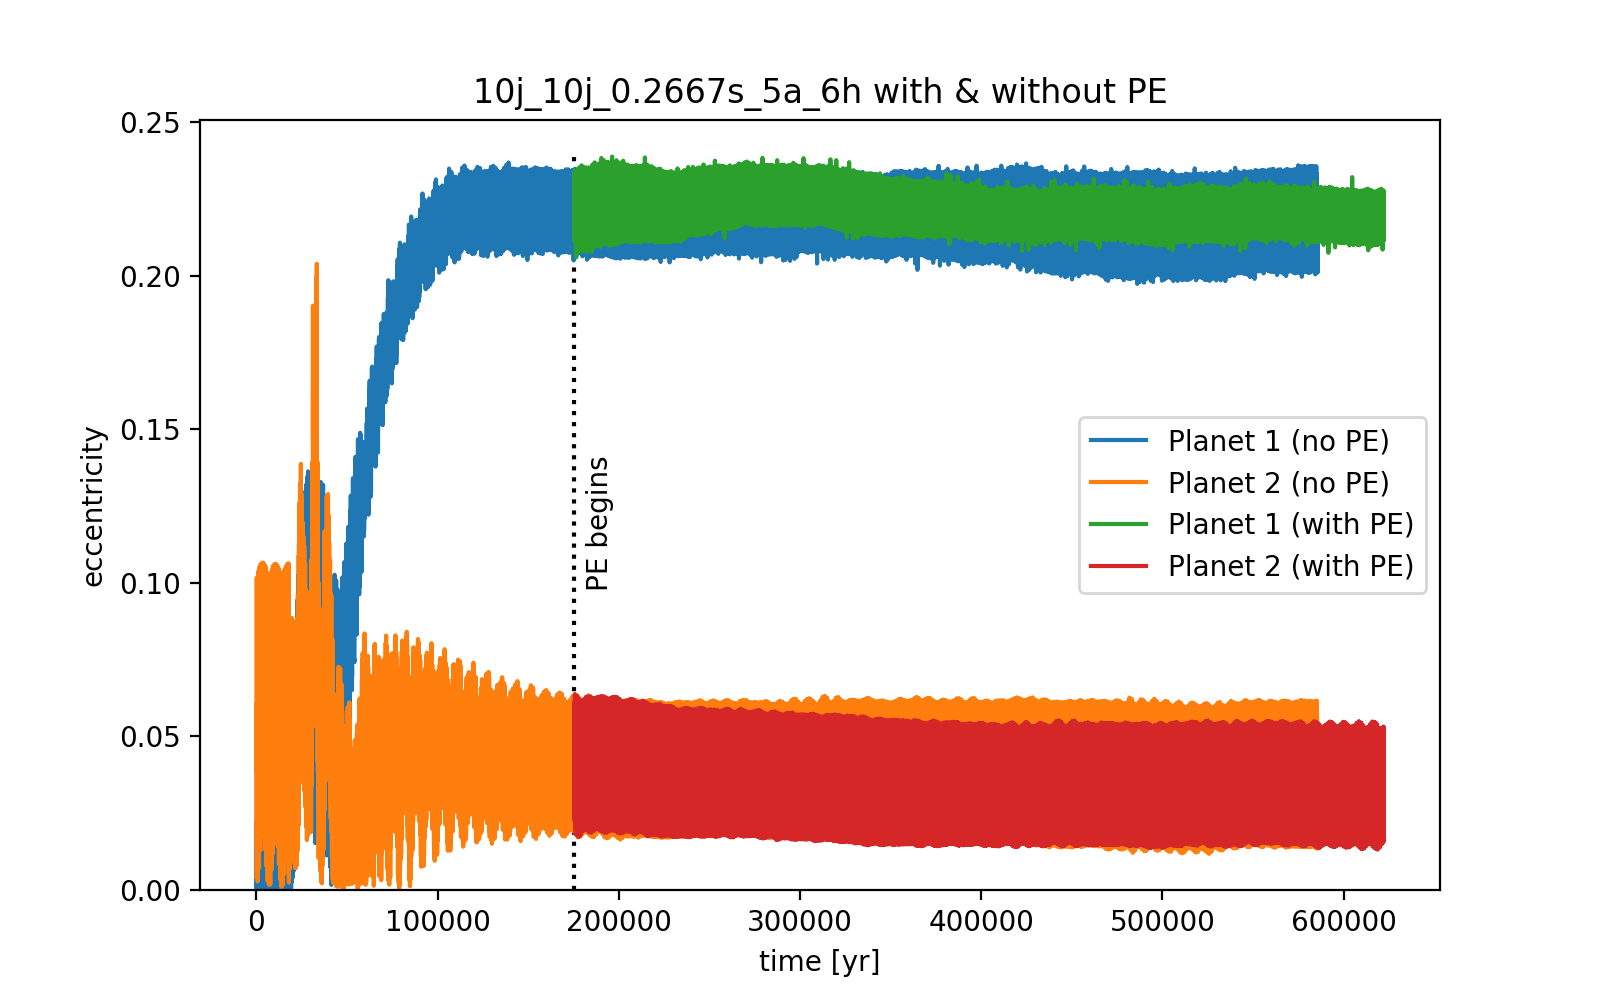 10j_10j_0.2667s_5a_6h with & without PE
0.25
0.20
0.15
0.10
0.05
0.00
eccentricity
PE begins
Planet 1 (no PE)
Planet 2 (no PE)
Planet 1 (with PE)
Planet 2 (with PE)
0 100000 200000 300000 400000 500000 600000
time [yr]